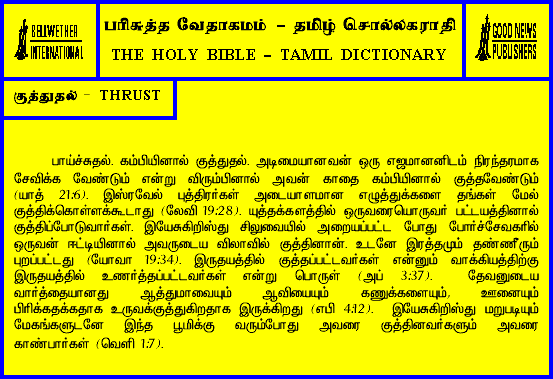 BELLWETHER
INTERNATIONAL
பரிசுத்த வேதாகமம் – தமிழ் சொல்லகராதி
THE HOLY BIBLE – TAMIL DICTIONARY
GOOD NEWS
PUBLISHERS
குத்துதல் – THRUST
பாய்ச்சுதல். கம்பியினால் குத்துதல். அடிமையானவன் ஒரு எஜமானனிடம் நிரந்தரமாக
சேவிக்க வேண்டும் என்று விரும்பினால் அவன் காதை கம்பியினால் குத்தவேண்டும்
(யாத் 21:6). இஸ்ரவேல் புத்திரர்கள் அடையாளமான எழுத்துக்களை தங்கள் மேல்
குத்திக்கொள்ளக்கூடாது (லேவி 19:28). யுத்தக்களத்தில் ஒருவரையொருவர் பட்டயத்தினால்
குத்திப்போடுவார்கள். இயேசுகிறிஸ்து சிலுவையில் அறையப்பட்ட போது போர்ச்சேவகரில்
ஒருவன் ஈட்டியினால் அவருடைய விலாவில் குத்தினான். உடனே இரத்தமும் தண்ணீரும்
புறப்பட்டது (யோவா 19:34). இருதயத்தில் குத்தப்பட்டவர்கள் என்னும் வாக்கியத்திற்கு
இருதயத்தில் உணர்த்தப்பட்டவர்கள் என்று பொருள் (அப் 3:37). தேவனுடைய
வார்த்தையானது ஆத்துமாவையும் ஆவியையும் கணுக்களையும், ஊனையும்
பிரிக்கதக்கதாக உருவக்குத்துகிறதாக இருக்கிறது (எபி 4:12). இயேசுகிறிஸ்து மறுபடியும்
மேகங்களுடனே இந்த பூமிக்கு வரும்போது அவரை குத்தினவர்களும் அவரை
காண்பார்கள் (வெளி 1:7).